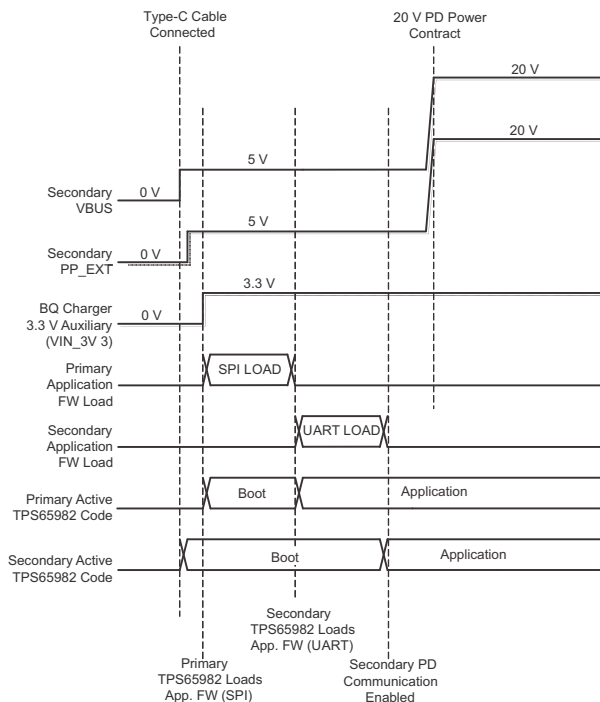 Type-C Cable
Connected
20 V PD Power
Contract
20 V
20 V
5 V
Secondary
VBUS
0 V
5 V
Secondary
PP_EXT
0 V
3.3 V
BQ Charger
3.3 V Auxiliary
(VIN_3V 3)
0 V
Primary
Application
FW Load
SPI LOAD
Secondary
Application
FW Load
UART LOAD
Primary Active
TPS65982 Code
Boot
Application
Secondary Active
TPS65982 Code
Boot
Application
Secondary
TPS65982 Loads
App. FW (UART)
Primary
TPS65982 Loads
App. FW (SPI)
Secondary PD
Communication
Enabled